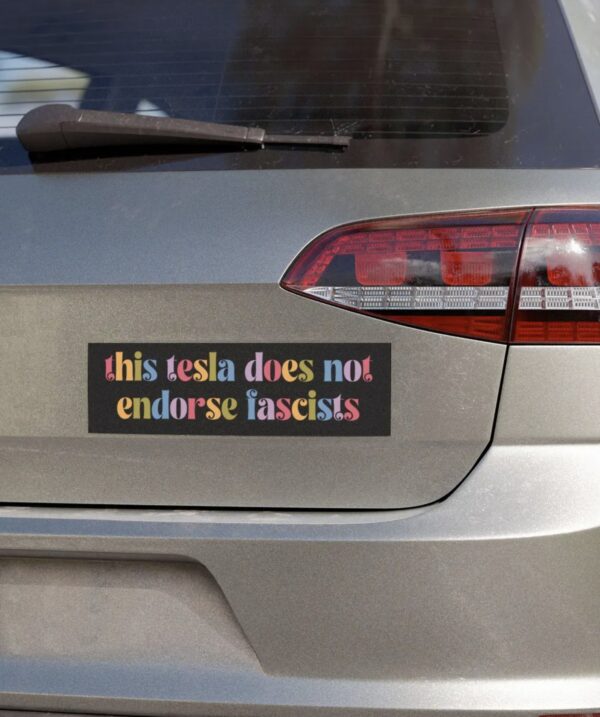 this tesla does not
endorse fascists